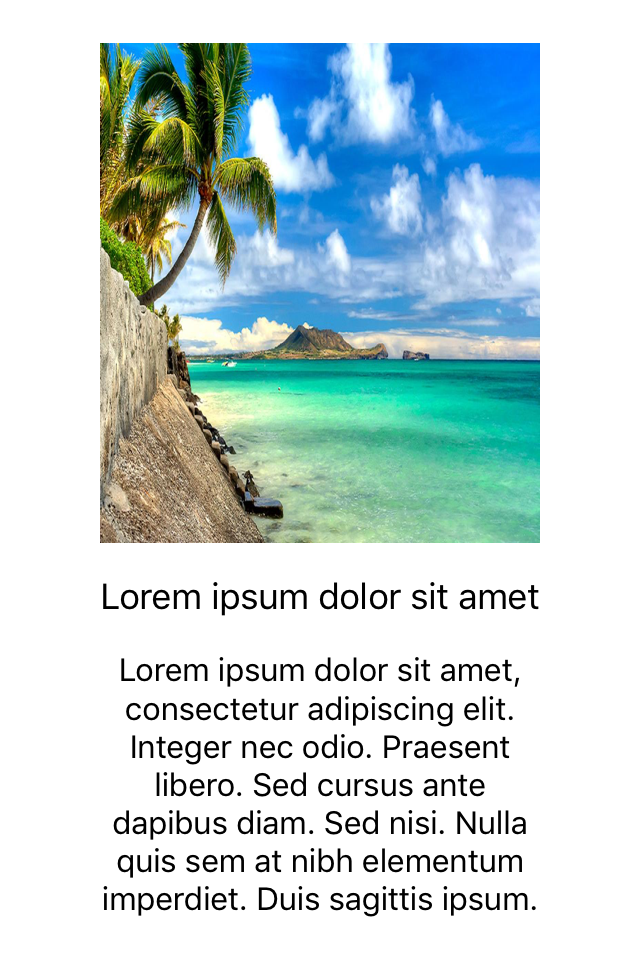 Lorem ipsum dolor sit amet
Lorem ipsum dolor sit amet,
consectetur adipiscing elit.
Integer nec odio. Praesent
libero. Sed cursus ante
dapibus diam. Sed nisi. Nulla
quis sem at nibh elementum
imperdiet. Duis sagittis ipsum.